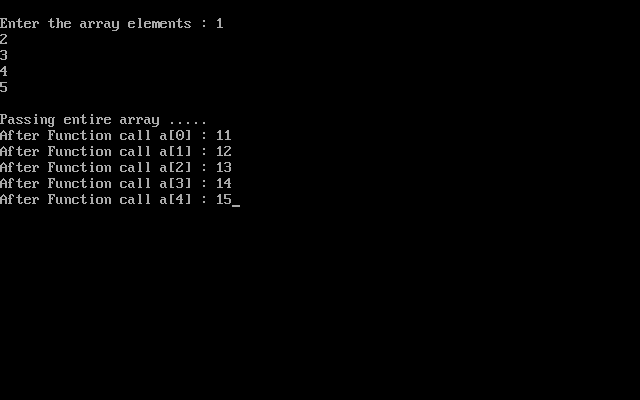 Enter the array elements : 1
2
3
4
5
Passing entire array .....
After Function call a[0] : 11
After Function call a[1] : 12
After Function call a[2] : 13
After Function call a[3] : 14
After Function call a[4] : 15_